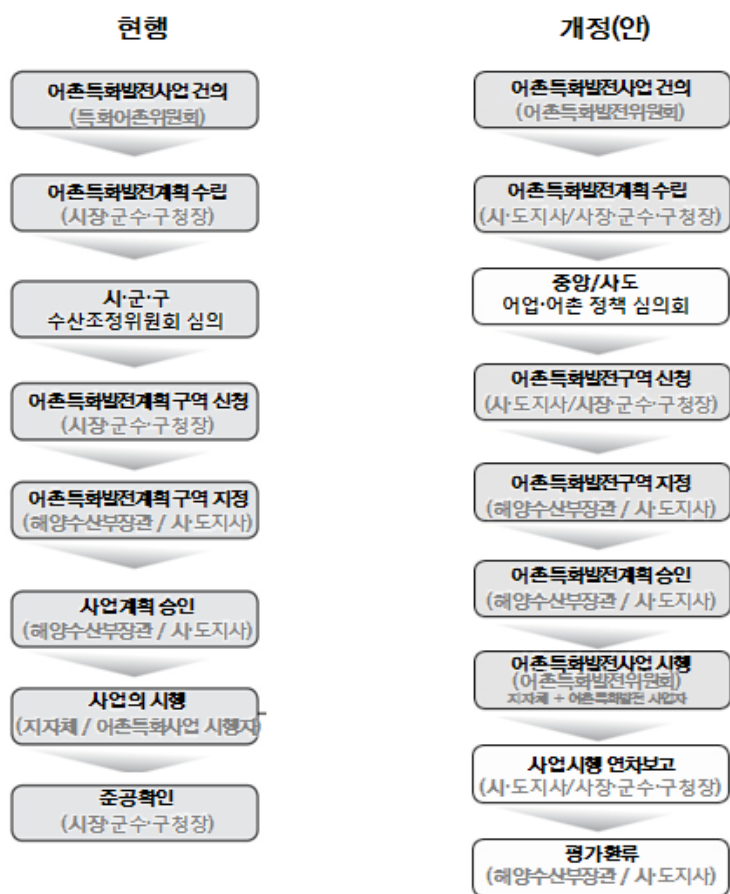 현행
어촌특화발전사업 건의
(특화어촌위원회)
어촌특화발전계획 수립
(시장·군수·구청장)
시·군·구
수산조정위원회 심의
어촌특화발전계획 구역 신청
(시장·군수·구청장)
어촌특화발전계획 구역 지정
(해양수산부장관 / 시·도지사)
사업계획 승인
(해양수산부장관 / 시·도지사)
사업의 시행
(지자체 / 어촌특화사업 시행자)
준공확인
(시장·군수·구청장)
개정(안)
어촌특화발전사업 건의
(어촌특화발전위원회)
어촌특화발전계획 수립
(시·도지사/시장·군수·구청장)
중앙/시도
어업·어촌 정책 심의회
어촌특화발전구역 신청
(시·도지사/시장·군수·구청장)
어촌특화발전구역 지정
(해양수산부장관 / 시·도지사)
어촌특화발전계획 승인
(해양수산부장관 / 시·도지사)
어촌특화발전사업 시행
(어촌특화발전위원회)
지자체 + 어촌특화발전 사업자
사업시행 연차보고
(시·도지사/시장·군수·구청장)
평가환류
(해양수산부장관 / 시·도지사)